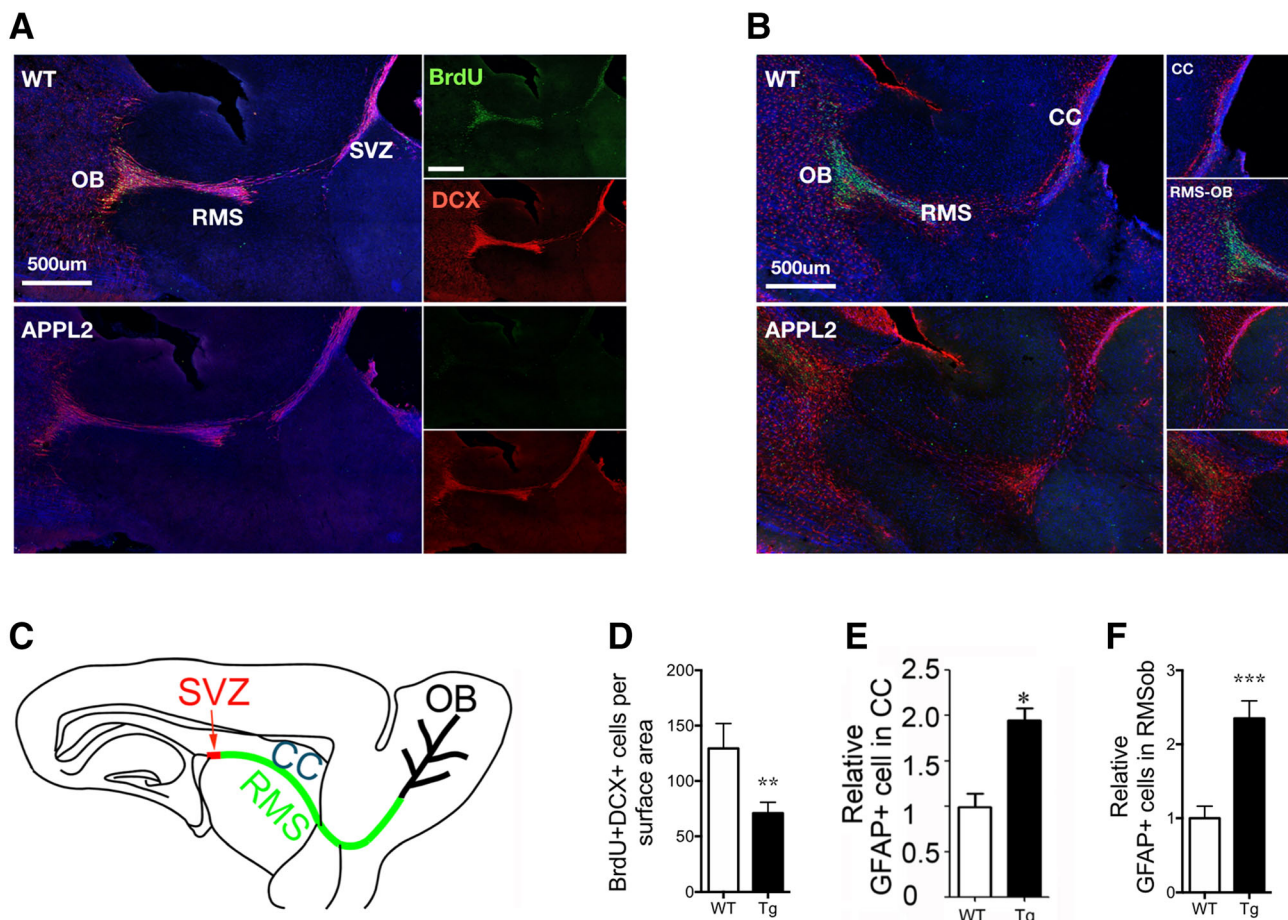 A
WT
BrdU
SVZ
OB
RMS
500um
DCX
APPL2
B
WT
CC
CC
OB
RMS
RMS-OB
500um
APPL2
C
SVZ
OB
CC
RMS
D
BrdU+DCX+ cells per
surface area
200
150
100
50
0
**
WT
Tg
E
Relative
GFAP+ cell in CC
2.5
2.0
1.5
1.0
0.5
0
*
WT
Tg
F
Relative
GFAP+ cells in RMSob
3
2
1
0
***
WT
Tg